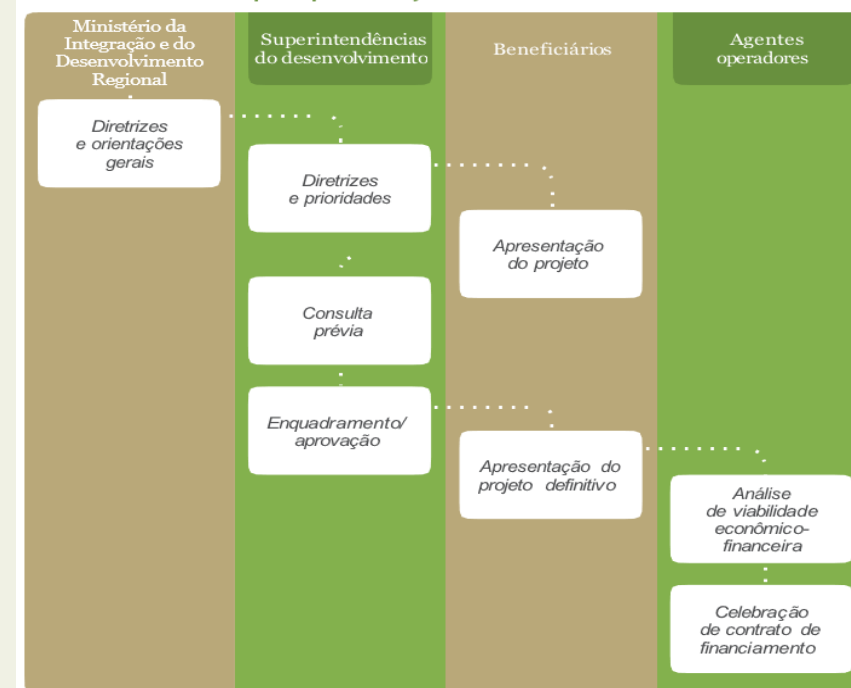 Ministério da
Integração e do
Desenvolvimento
Regional
Superintendências
do desenvolvimento
Beneficiários
Agentes
operadores
Diretrizes
e orientações
gerais
Diretrizes
e prioridades
Apresentação
do projeto
Consulta
prévia
Enquadramento/
aprovação
Apresentação do
projeto definitivo
Análise
de viabilidade
econômico-
financeira
Celebração
de contrato de
financiamento